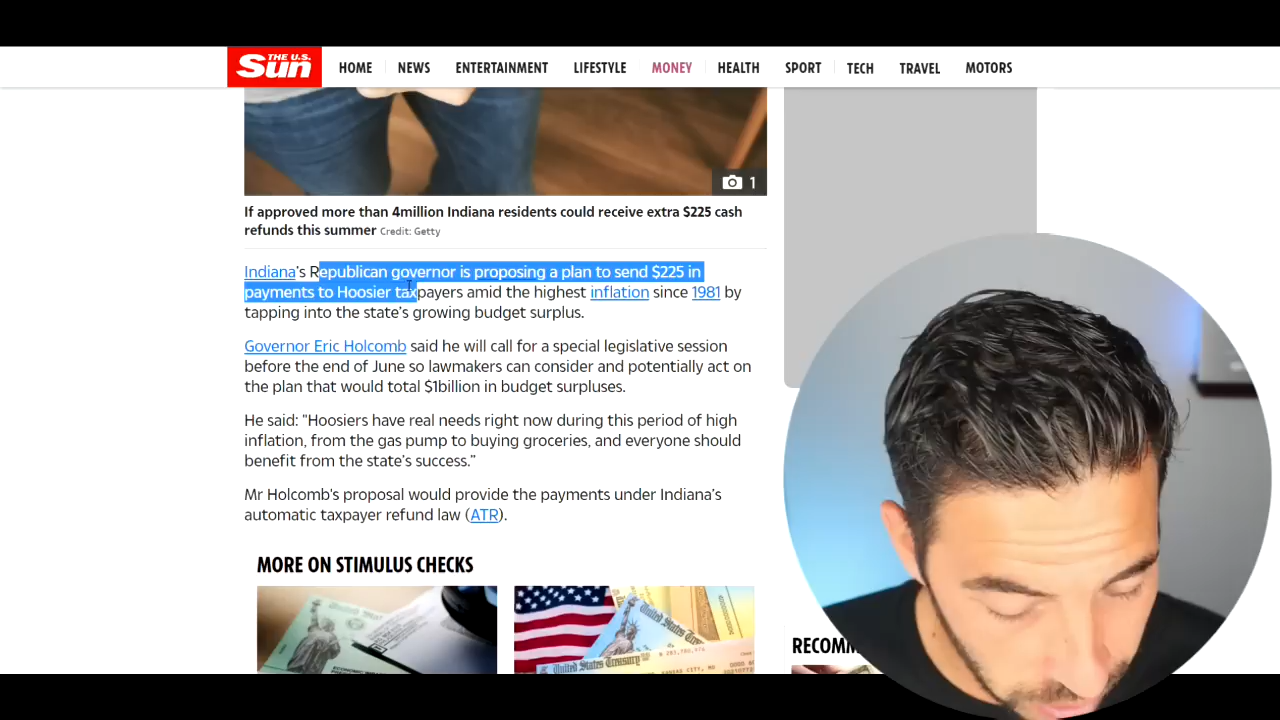 THE U.S. Sun
HOME NEWS ENTERTAINMENT LIFESTYLE MONEY HEALTH SPORT TECH TRAVEL MOTORS
1
If approved more than 4million Indiana residents could receive extra $225 cash
refunds this summer Credit: Getty
Indiana's Republican governor is proposing a plan to send $225 in
payments to Hoosier taxpayers amid the highest inflation since 1981 by
tapping into the state's growing budget surplus.
Governor Eric Holcomb said he will call for a special legislative session
before the end of June so lawmakers can consider and potentially act on
the plan that would total $1billion in budget surpluses.
He said: "Hoosiers have real needs right now during this period of high
inflation, from the gas pump to buying groceries, and everyone should
benefit from the state's success."
Mr Holcomb's proposal would provide the payments under Indiana's
automatic taxpayer refund law (ATR).
MORE ON STIMULUS CHECKS
United States Treasury
RECOMM